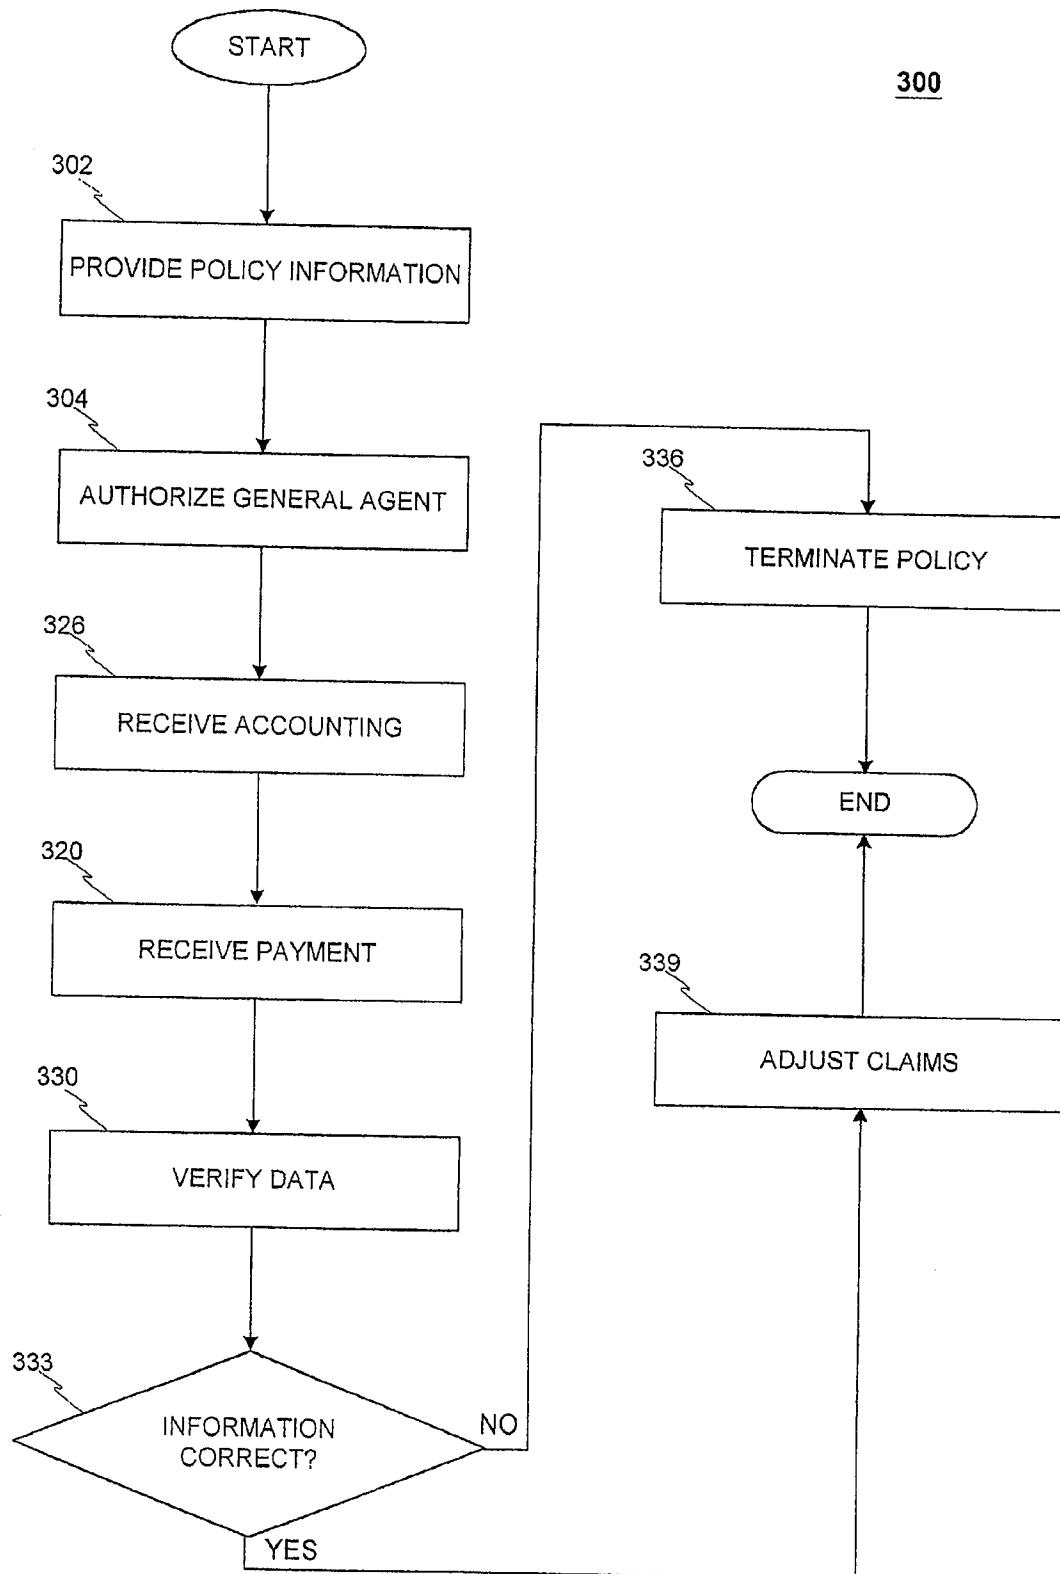 START
300
302
PROVIDE POLICY INFORMATION
304
AUTHORIZE GENERAL AGENT
326
RECEIVE ACCOUNTING
320
RECEIVE PAYMENT
330
VERIFY DATA
333
INFORMATION
CORRECT?
NO
YES
336
TERMINATE POLICY
END
339
ADJUST CLAIMS